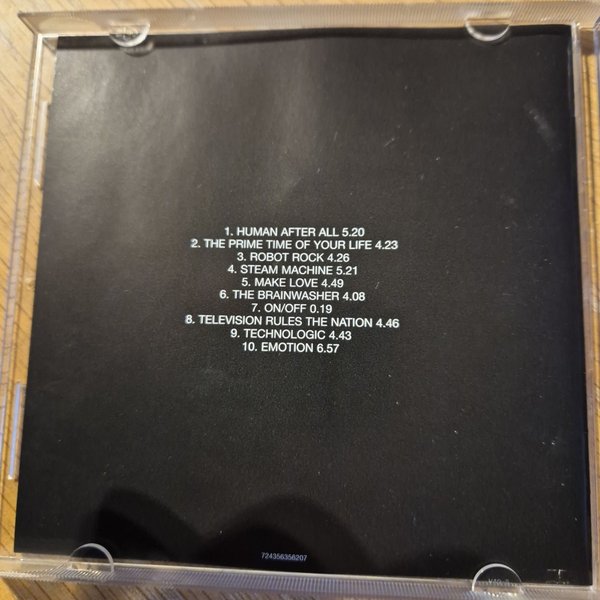 1. HUMAN AFTER ALL 5.20
2. THE PRIME TIME OF YOUR LIFE 4.23
3. ROBOT ROCK 4.26
4. STEAM MACHINE 5.21
5. MAKE LOVE 4.49
6. THE BRAINWASHER 4.08
7. ON/OFF 0.19
8. TELEVISION RULES THE NATION 4.46
9. TECHNOLOGIC 4.43
10. EMOTION 6.57
724356356207